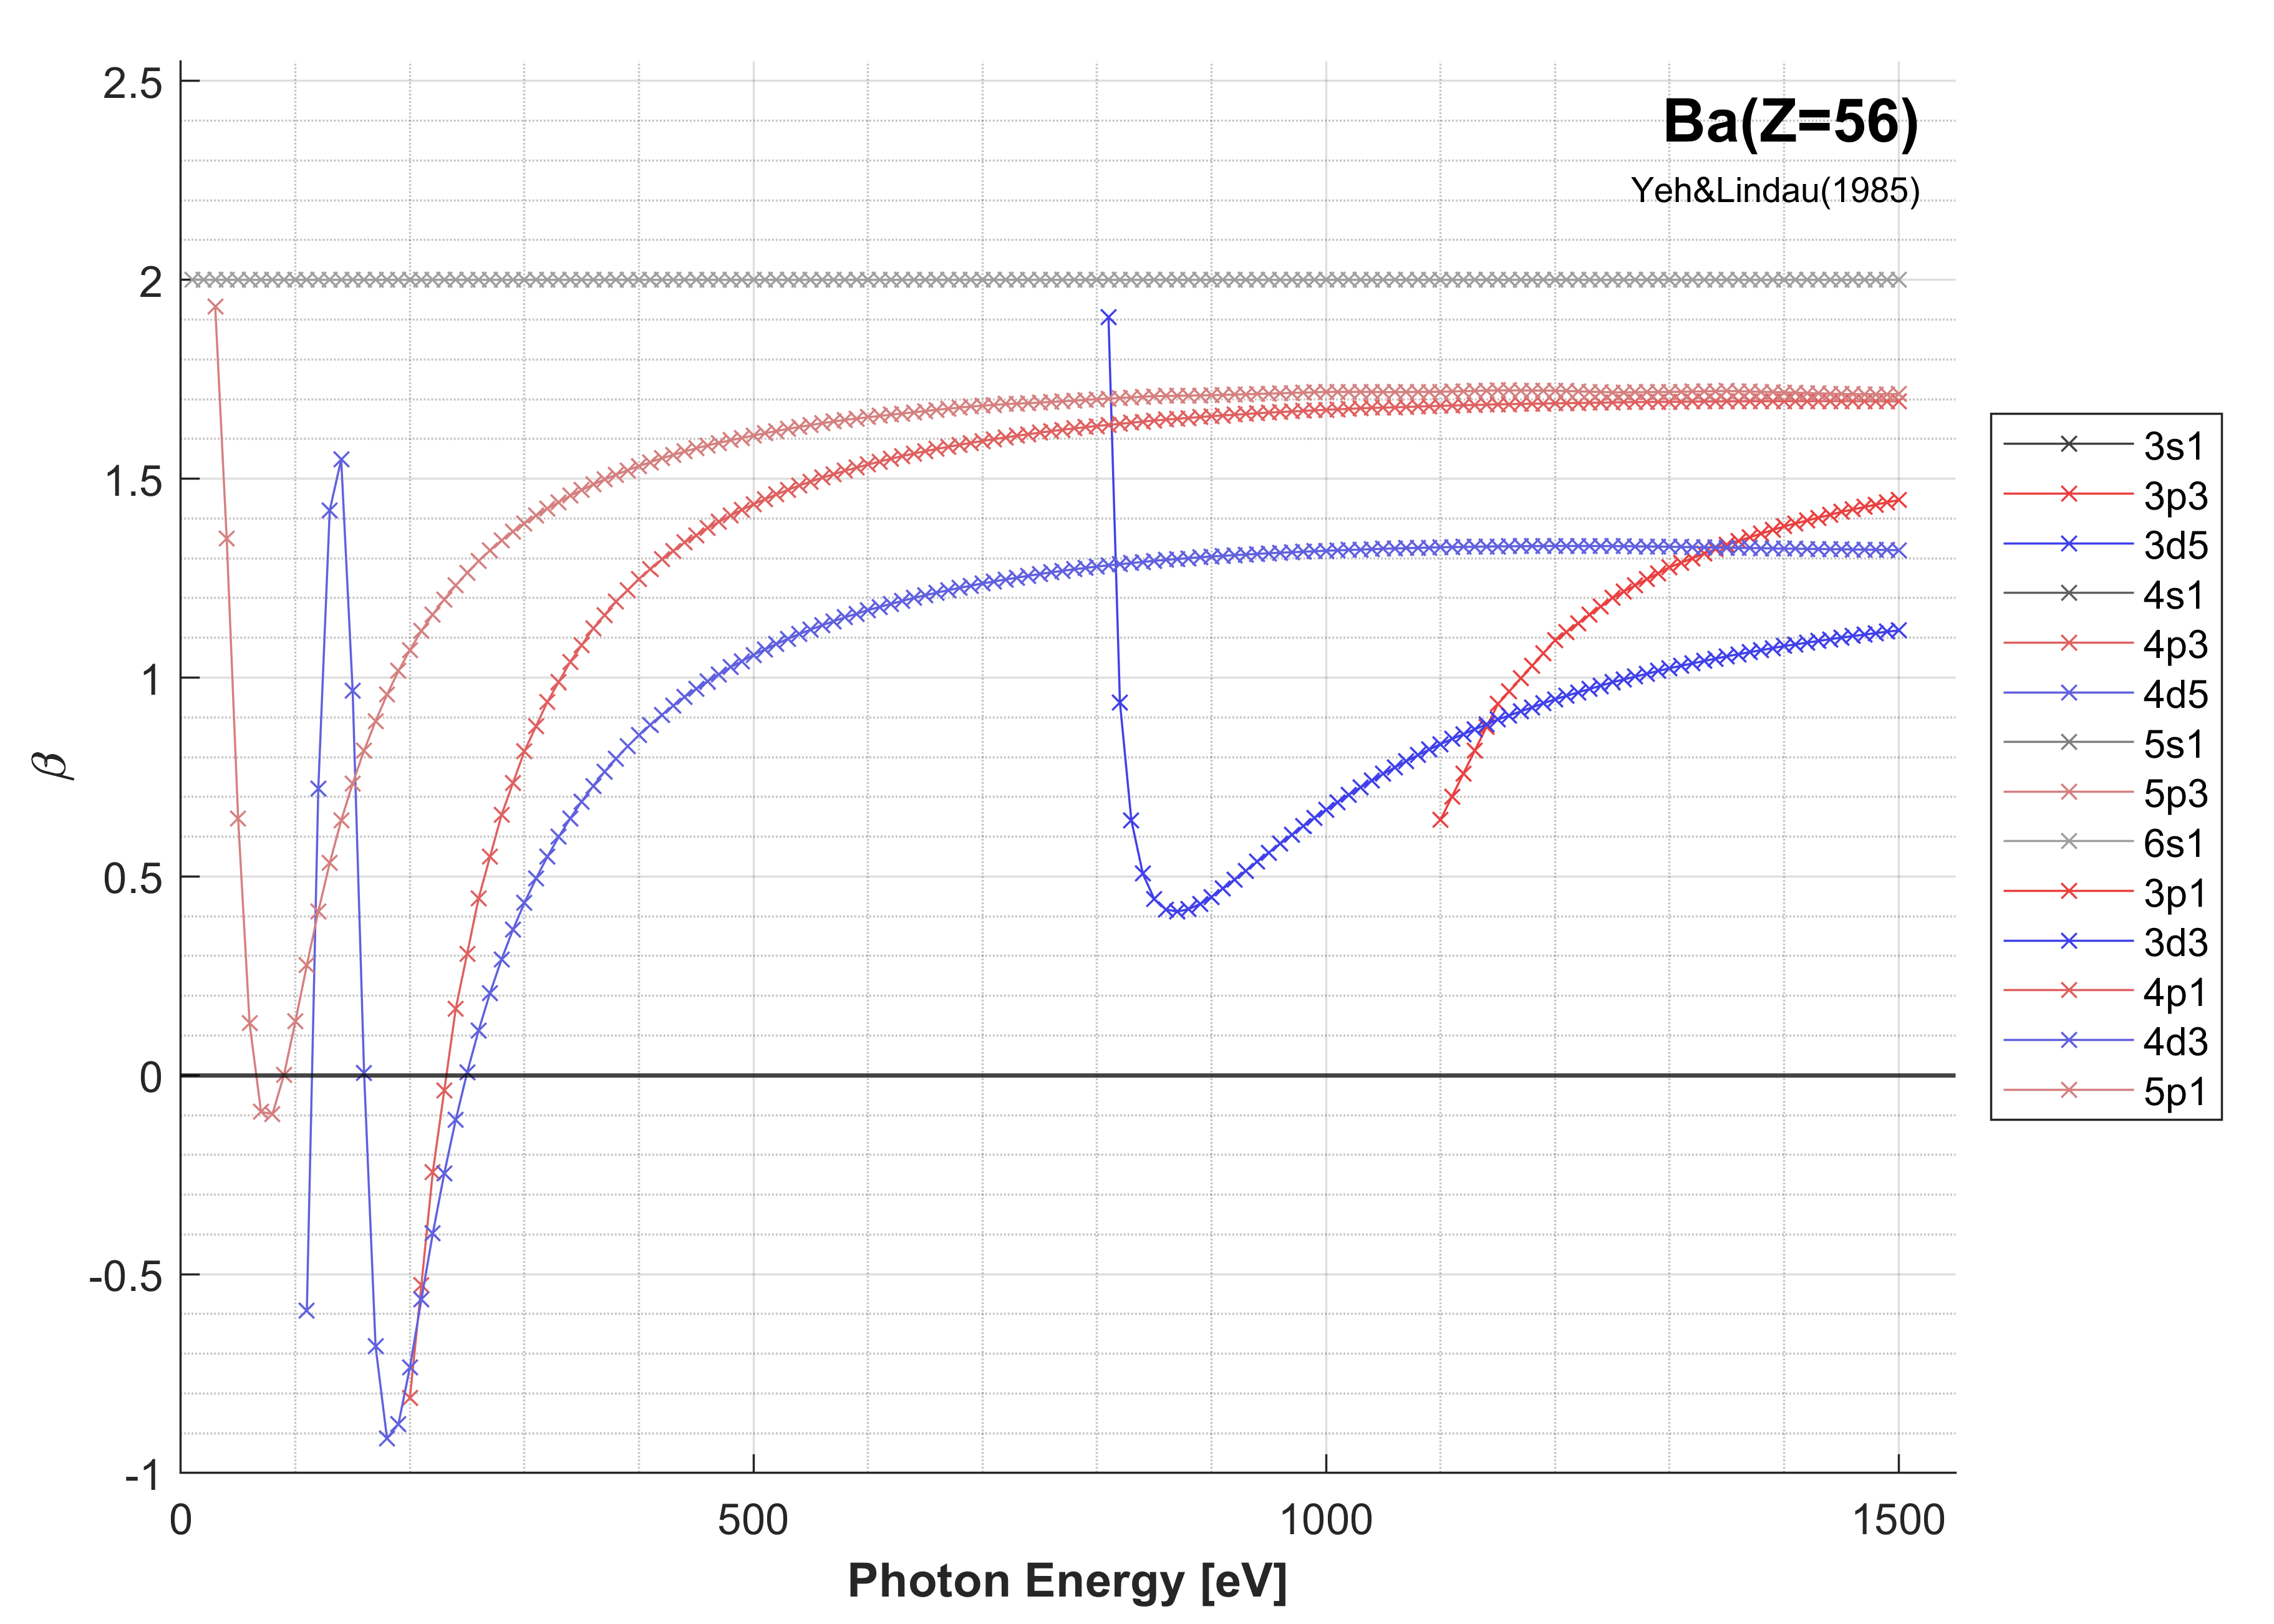 Ba(Z=56)
Yeh&Lindau(1985)
2.5
2
1.5
1
0.5
0
-0.5
-1
β
0 500 1000 1500
Photon Energy [eV]
3s1
3p3
3d5
4s1
4p3
4d5
5s1
5p3
6s1
3p1
3d3
4p1
4d3
5p1